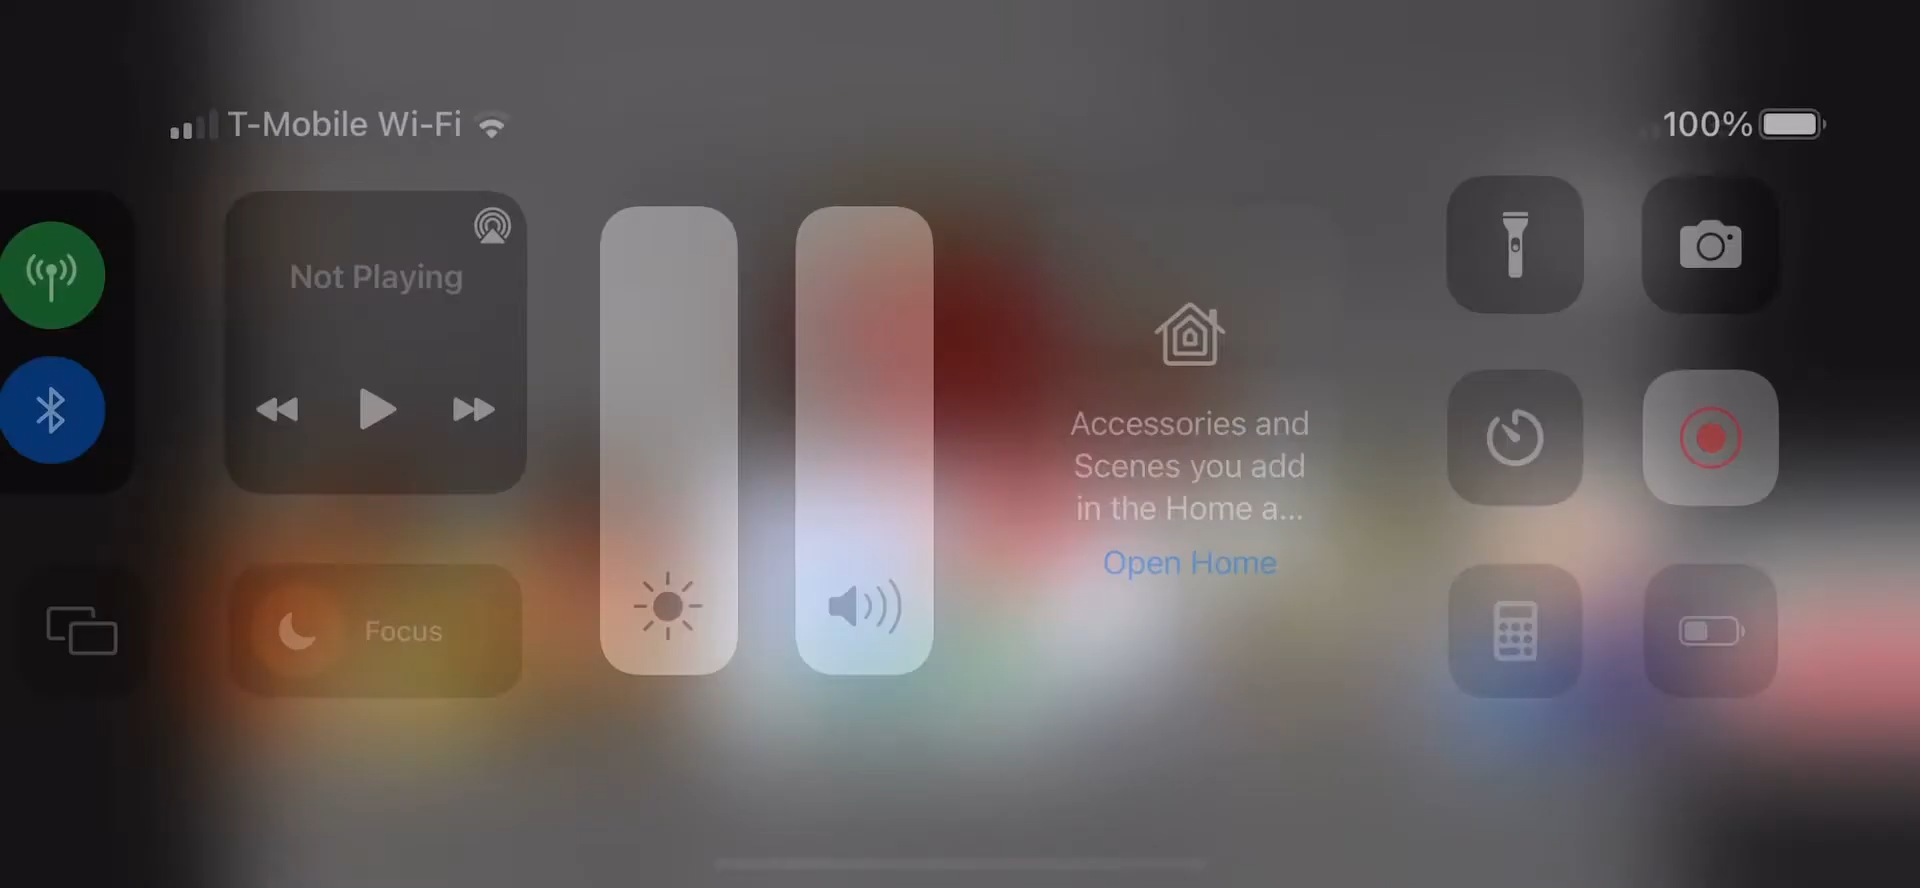 T-Mobile Wi-Fi
100%
Not Playing
Focus
Accessories and
Scenes you add
in the Home a...
Open Home